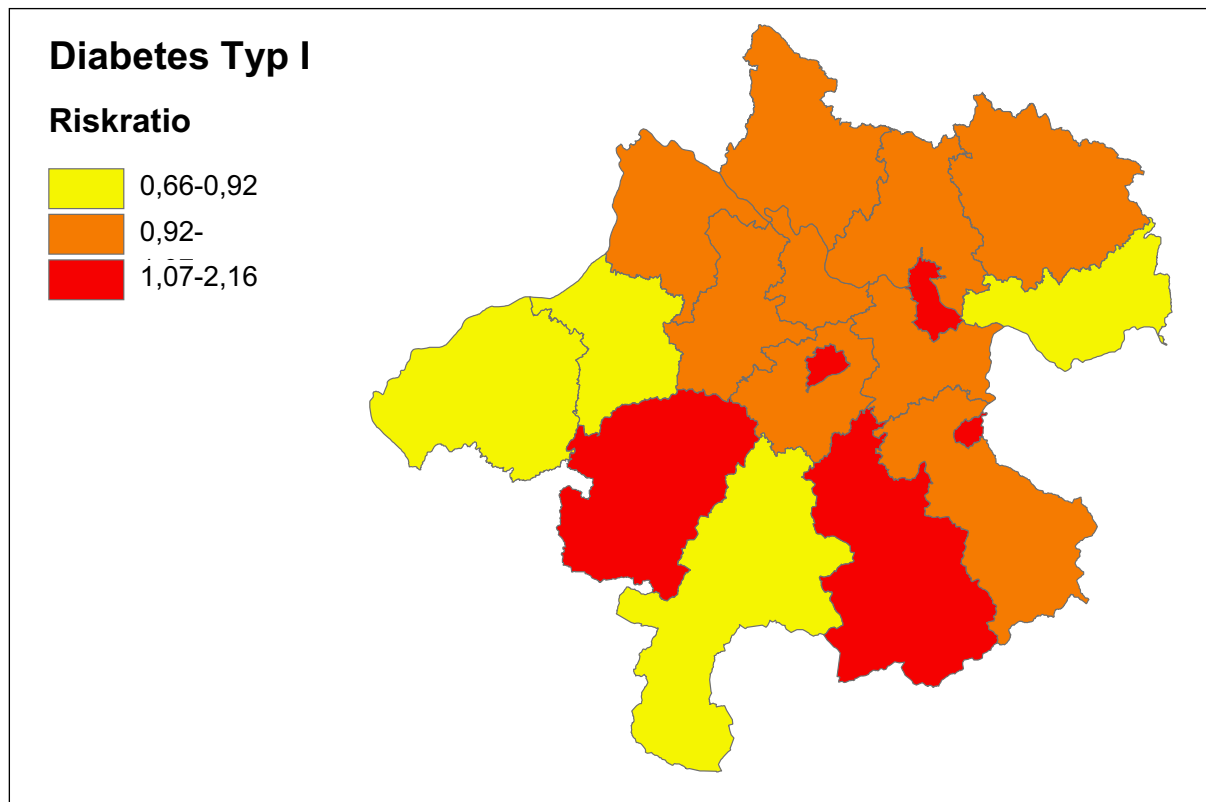 Diabetes Typ I
Riskratio
0,66-0,92
0,92-
1,07-2,16